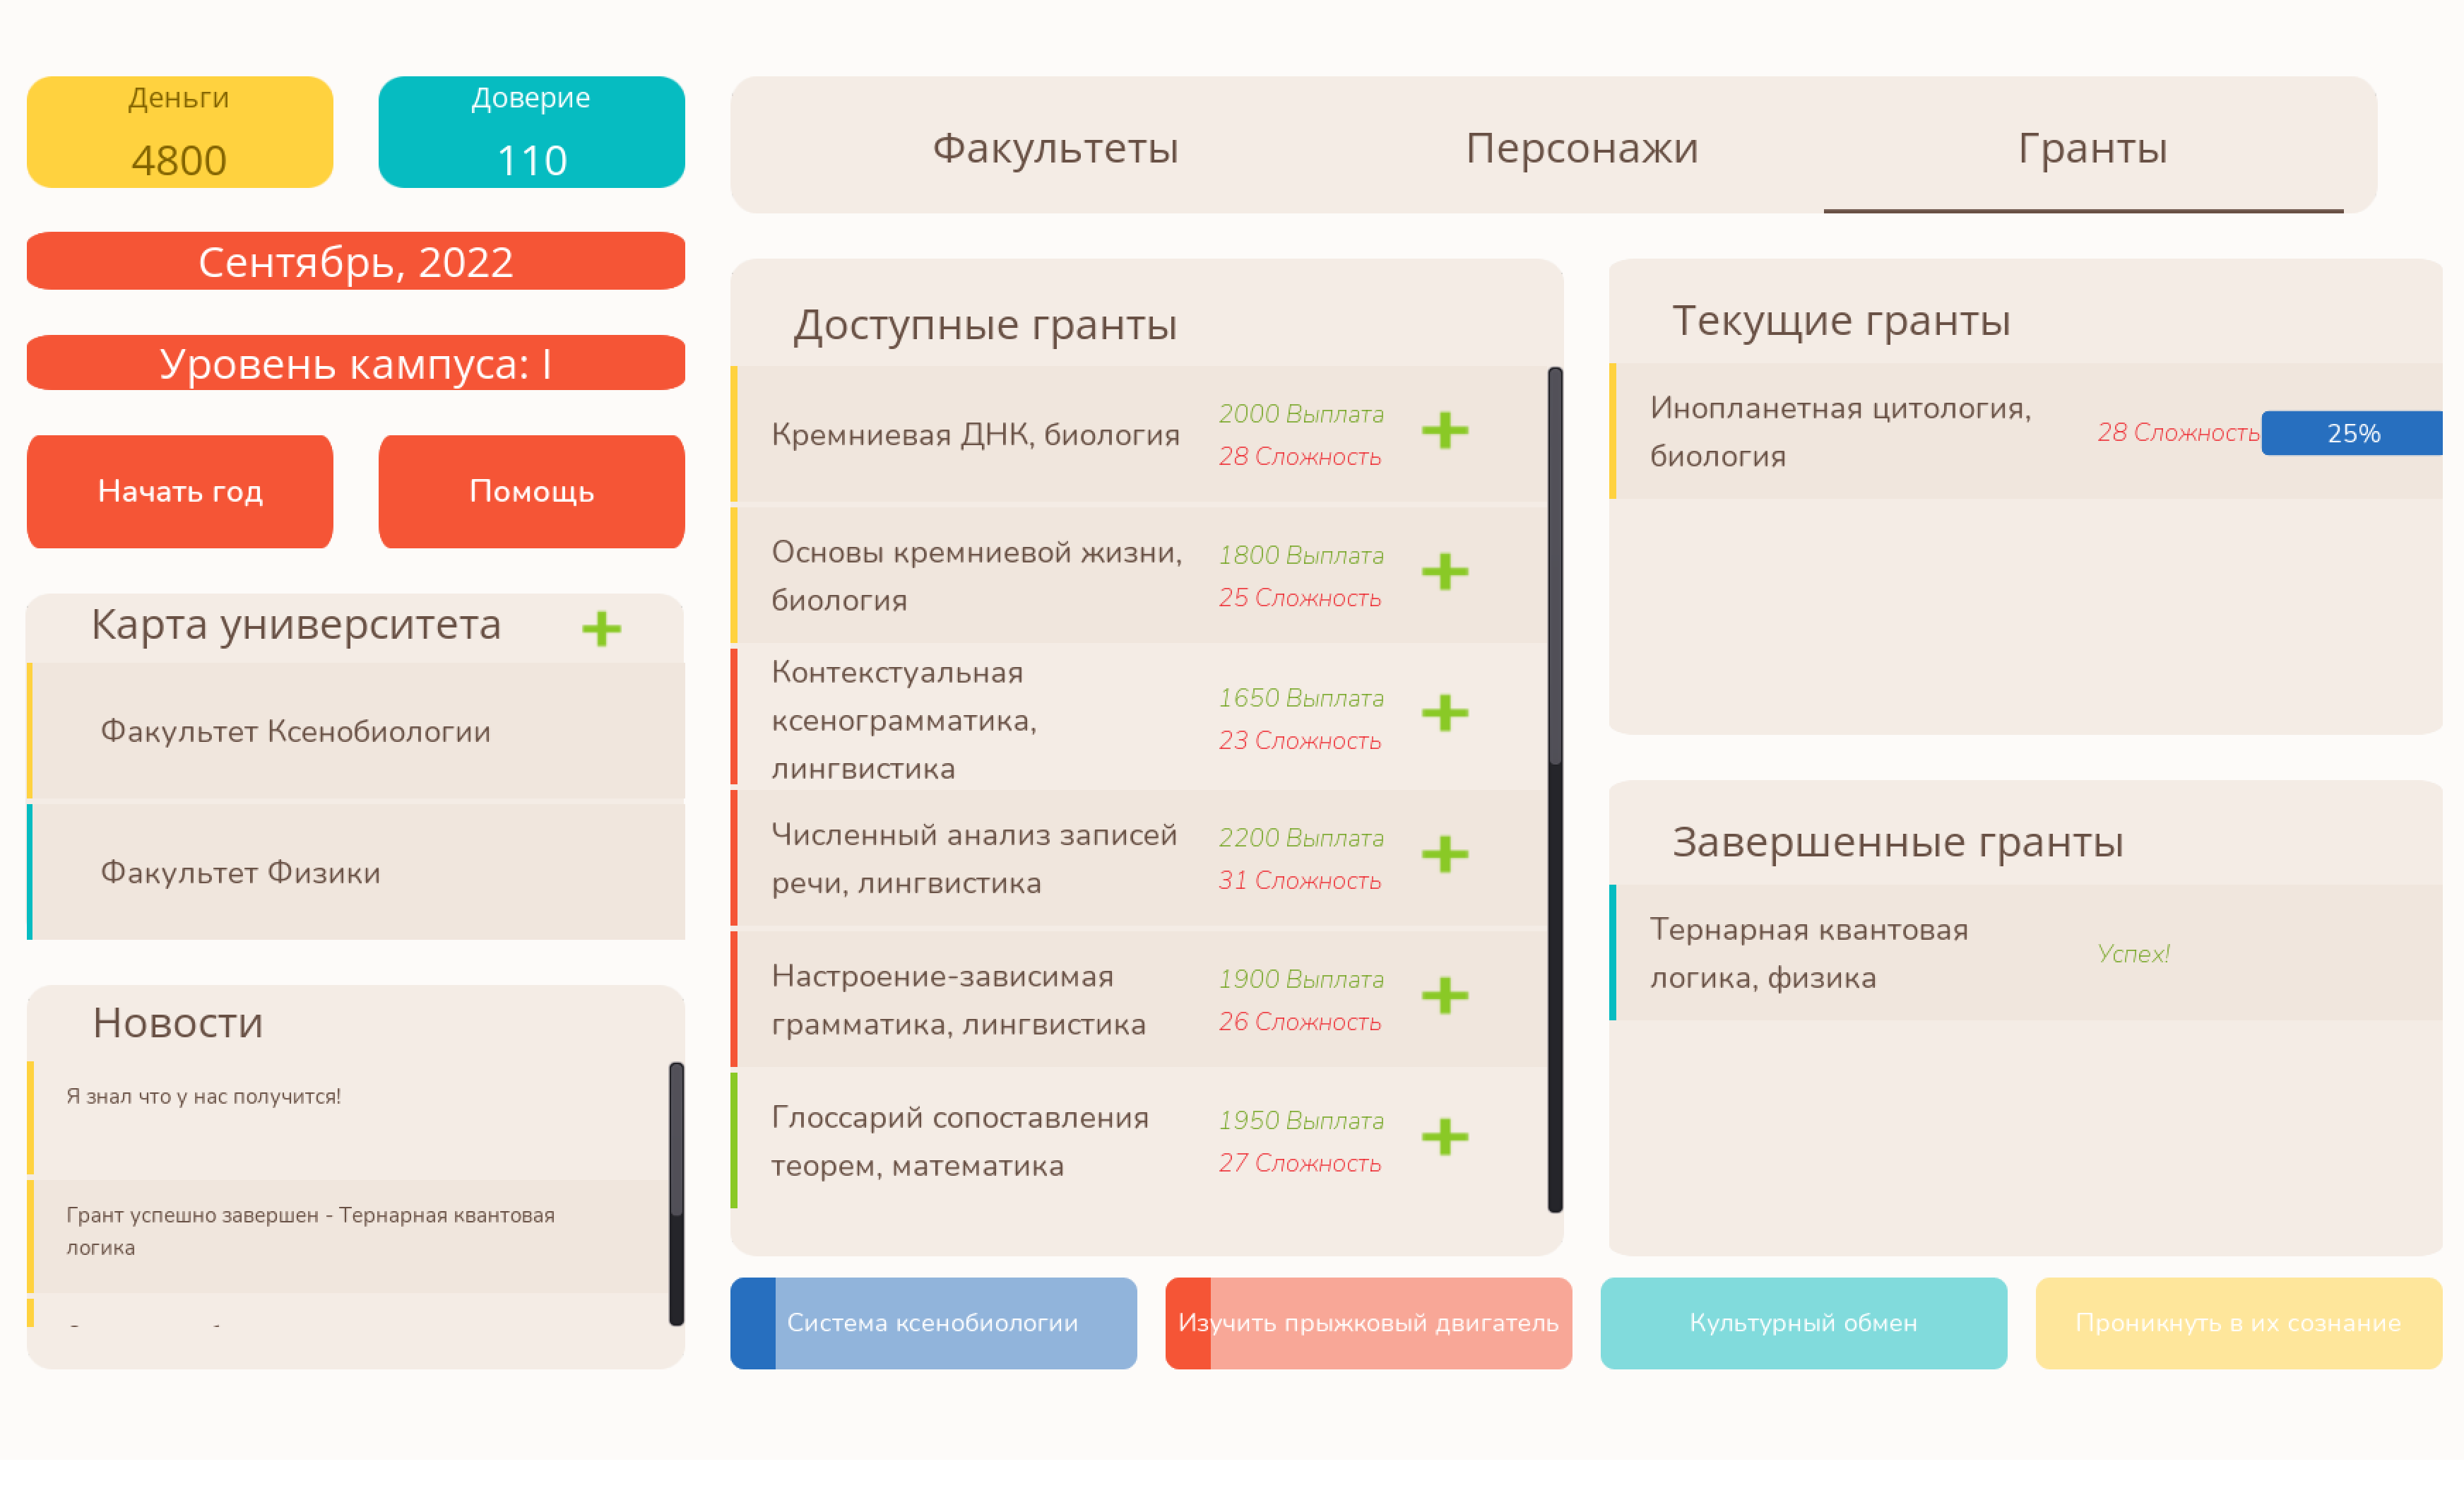 Деньги
4800
Доверие
110
Сентябрь, 2022
Уровень кампуса: I
Начать год
Помощь
Карта университета
Факультет Ксенобиологии
Факультет Физики
Новости
Я знал что у нас получится!
Грант успешно завершен - Тернарная квантовая
логика
Факультеты
Персонажи
Гранты
Доступные гранты
Кремниевая ДНК, биология
2000 Выплата
28 Сложность
Основы кремниевой жизни,
биология
1800 Выплата
25 Сложность
Контекстуальная
ксенограмматика,
лингвистика
1650 Выплата
23 Сложность
Численный анализ записей
речи, лингвистика
2200 Выплата
31 Сложность
Настроение-зависимая
грамматика, лингвистика
1900 Выплата
26 Сложность
Глоссарий сопоставления
теорем, математика
1950 Выплата
27 Сложность
Текущие гранты
Инопланетная цитология,
биология
28 Сложность
25%
Завершенные гранты
Тернарная квантовая
логика, физика
Успех!
Система ксенобиологии
Изучить прыжковый двигатель
Культурный обмен
Проникнуть в их сознание